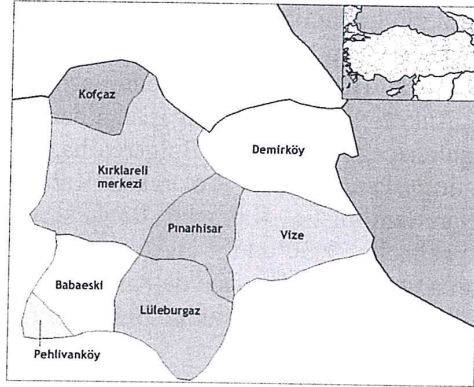 Kofçaz
Demirköy
Kırklareli
merkezi
Pınarhisar
Vize
Babaeski
Lüleburgaz
Pehlivanköy